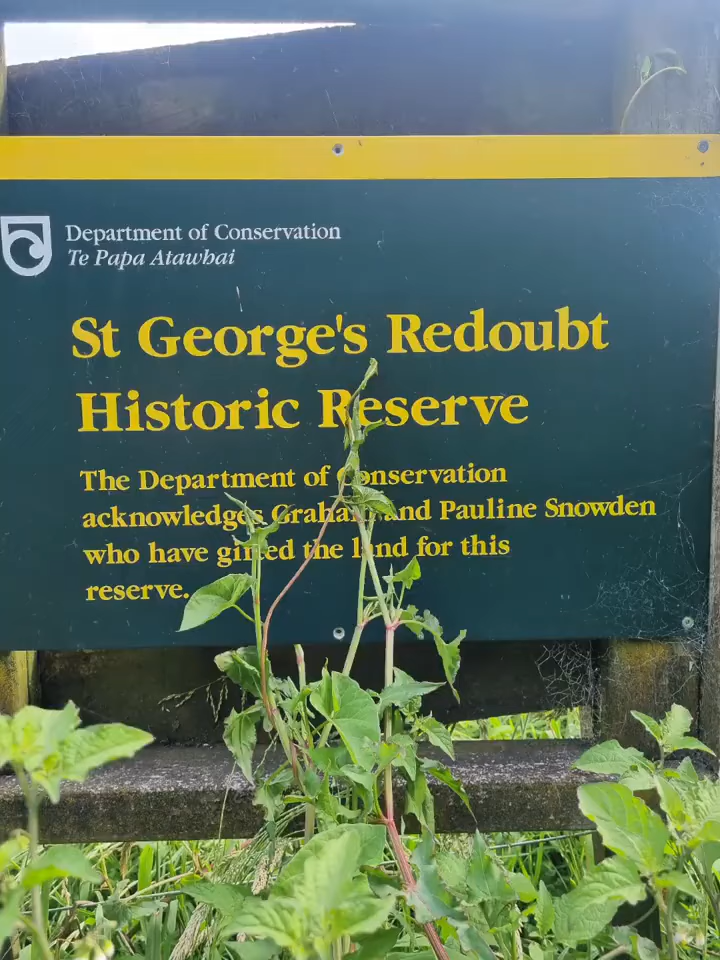 Department of Conservation
Te Papa Atawhai
St George's Redoubt
Historic Reserve
The Department of Conservation
acknowledges Graham and Pauline Snowden
who have gifted the land for this
reserve.